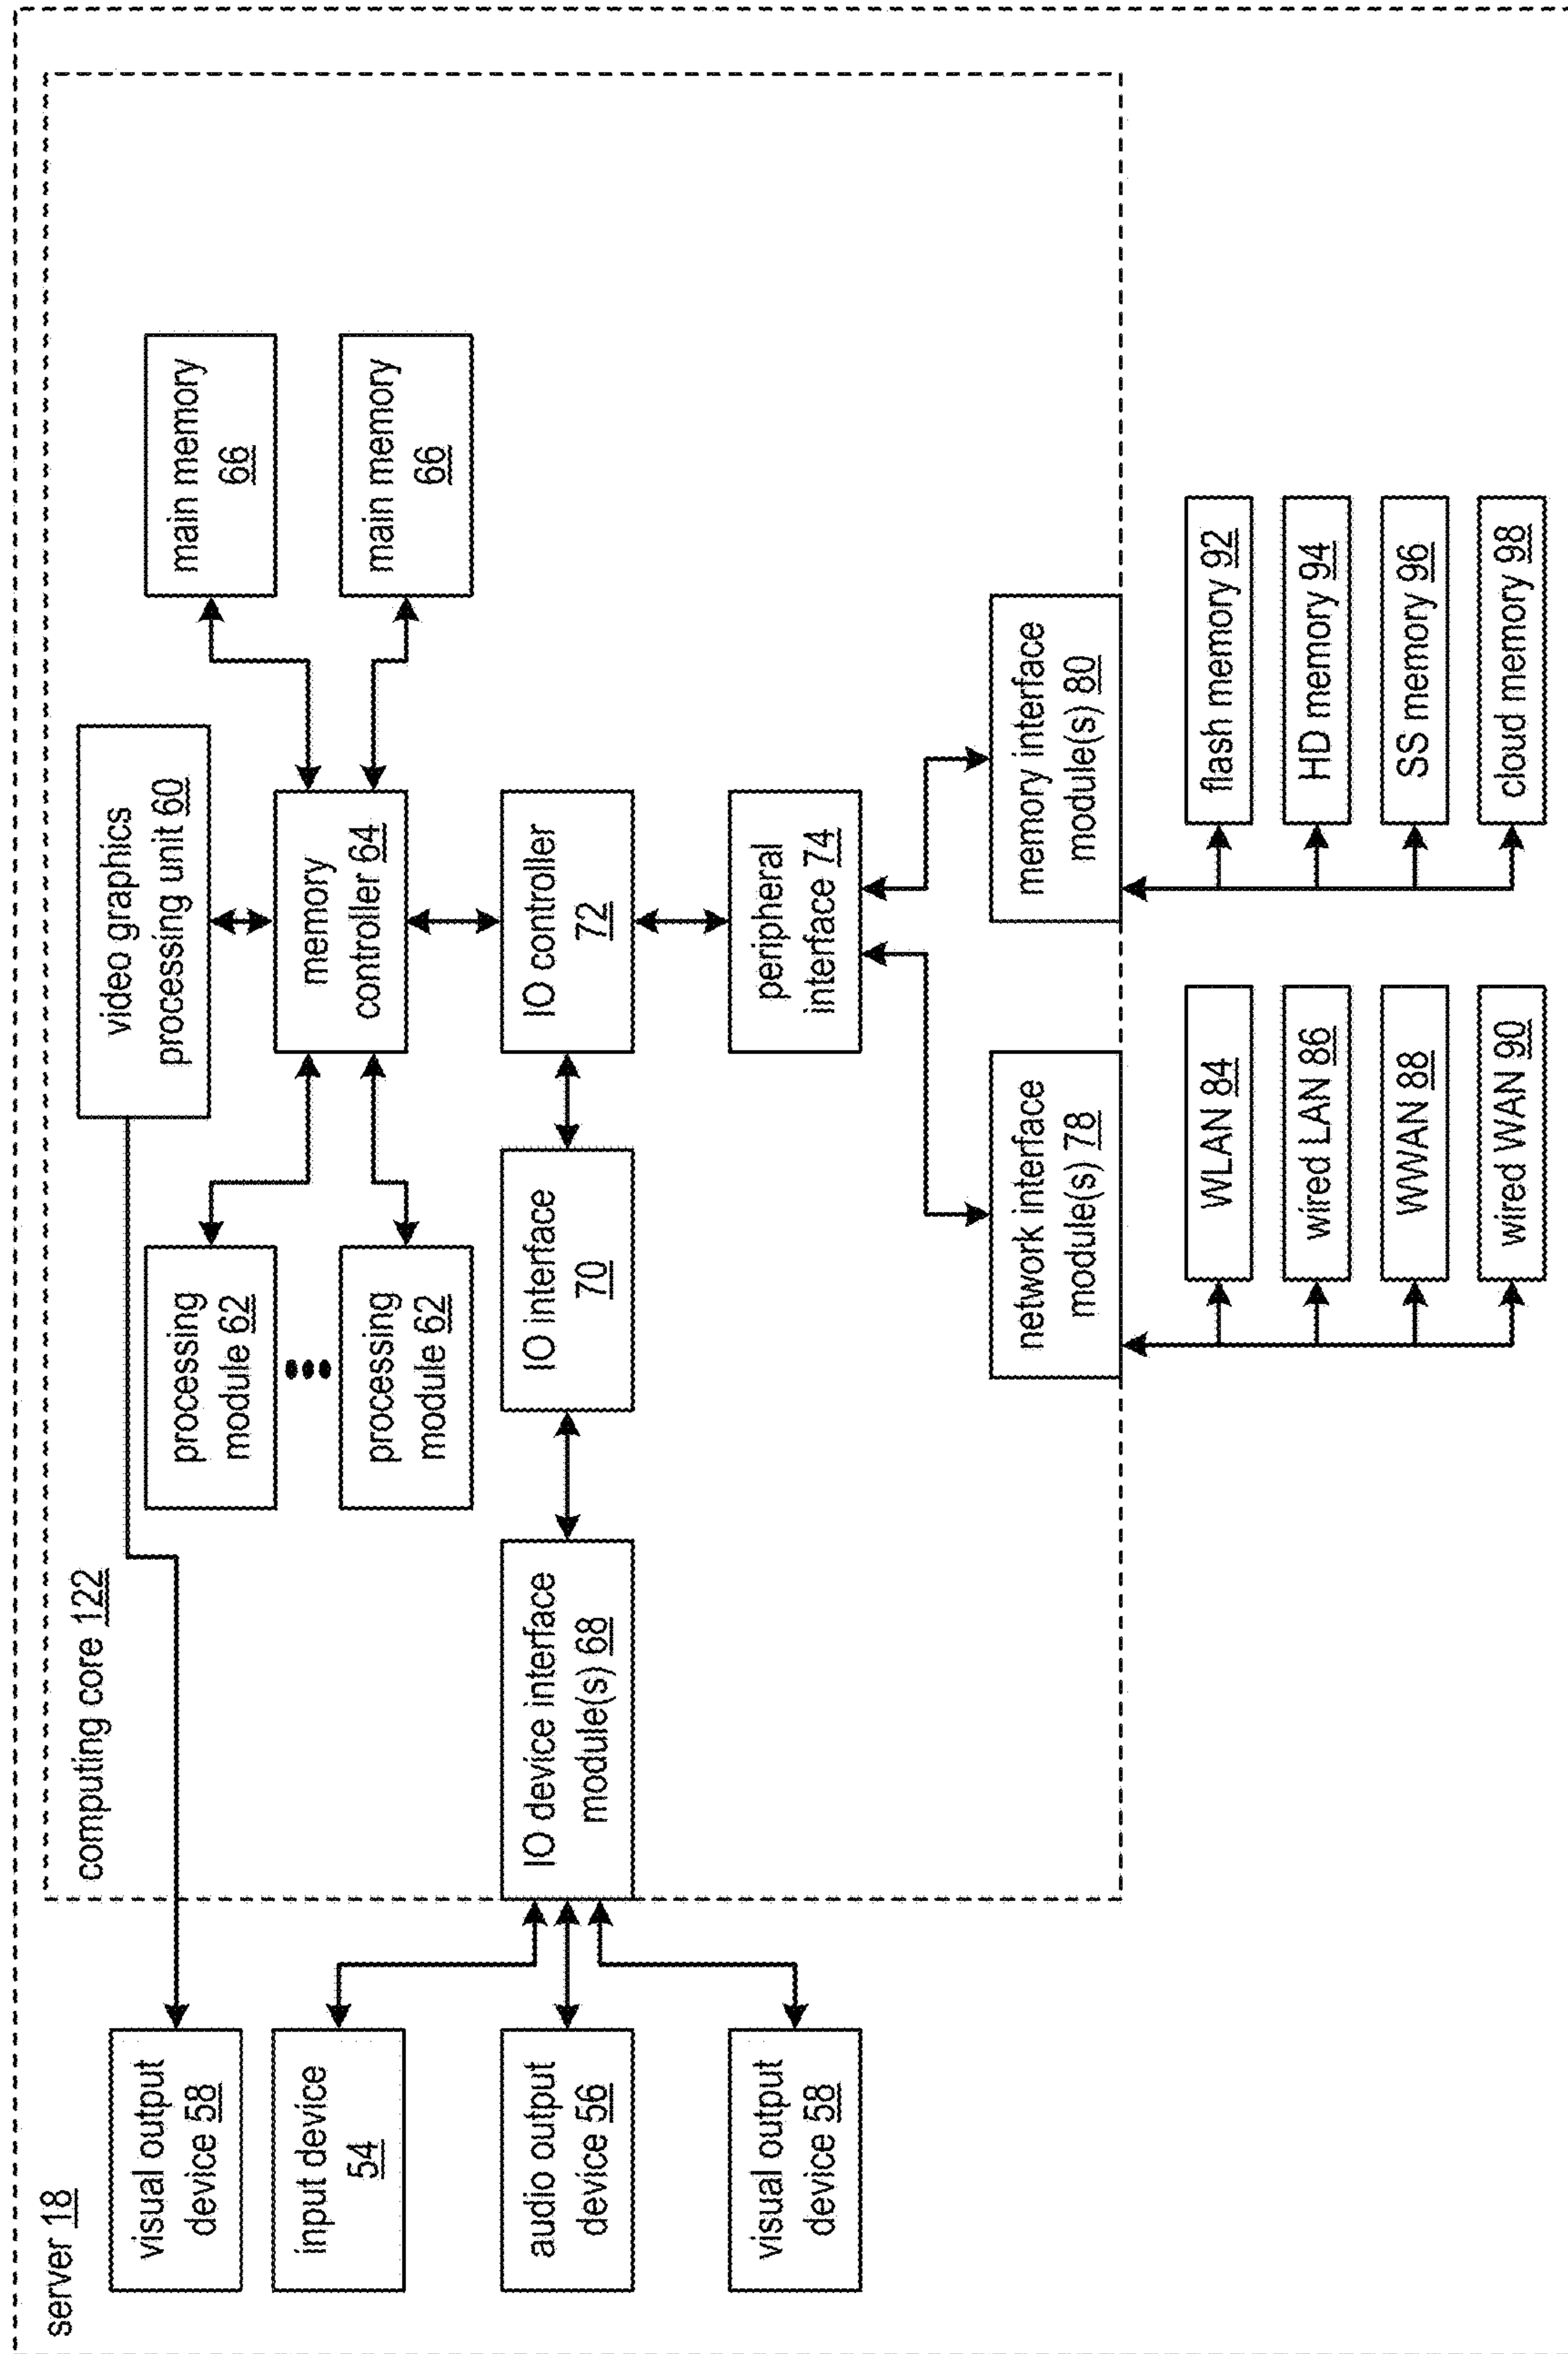 server 18
computing core 122
visual output
device 58
input device
54
audio output
device 56
visual output
device 58
video graphics
processing unit 60
processing
module 62
processing
module 62
memory
controller 64
main memory
66
main memory
66
IO device interface
module(s) 68
IO interface
70
IO controller
72
peripheral
interface 74
network interface
module(s) 78
memory interface
module(s) 80
WLAN 84
wired LAN 86
WWAN 88
wired WAN 90
flash memory 92
HD memory 94
SS memory 96
cloud memory 98